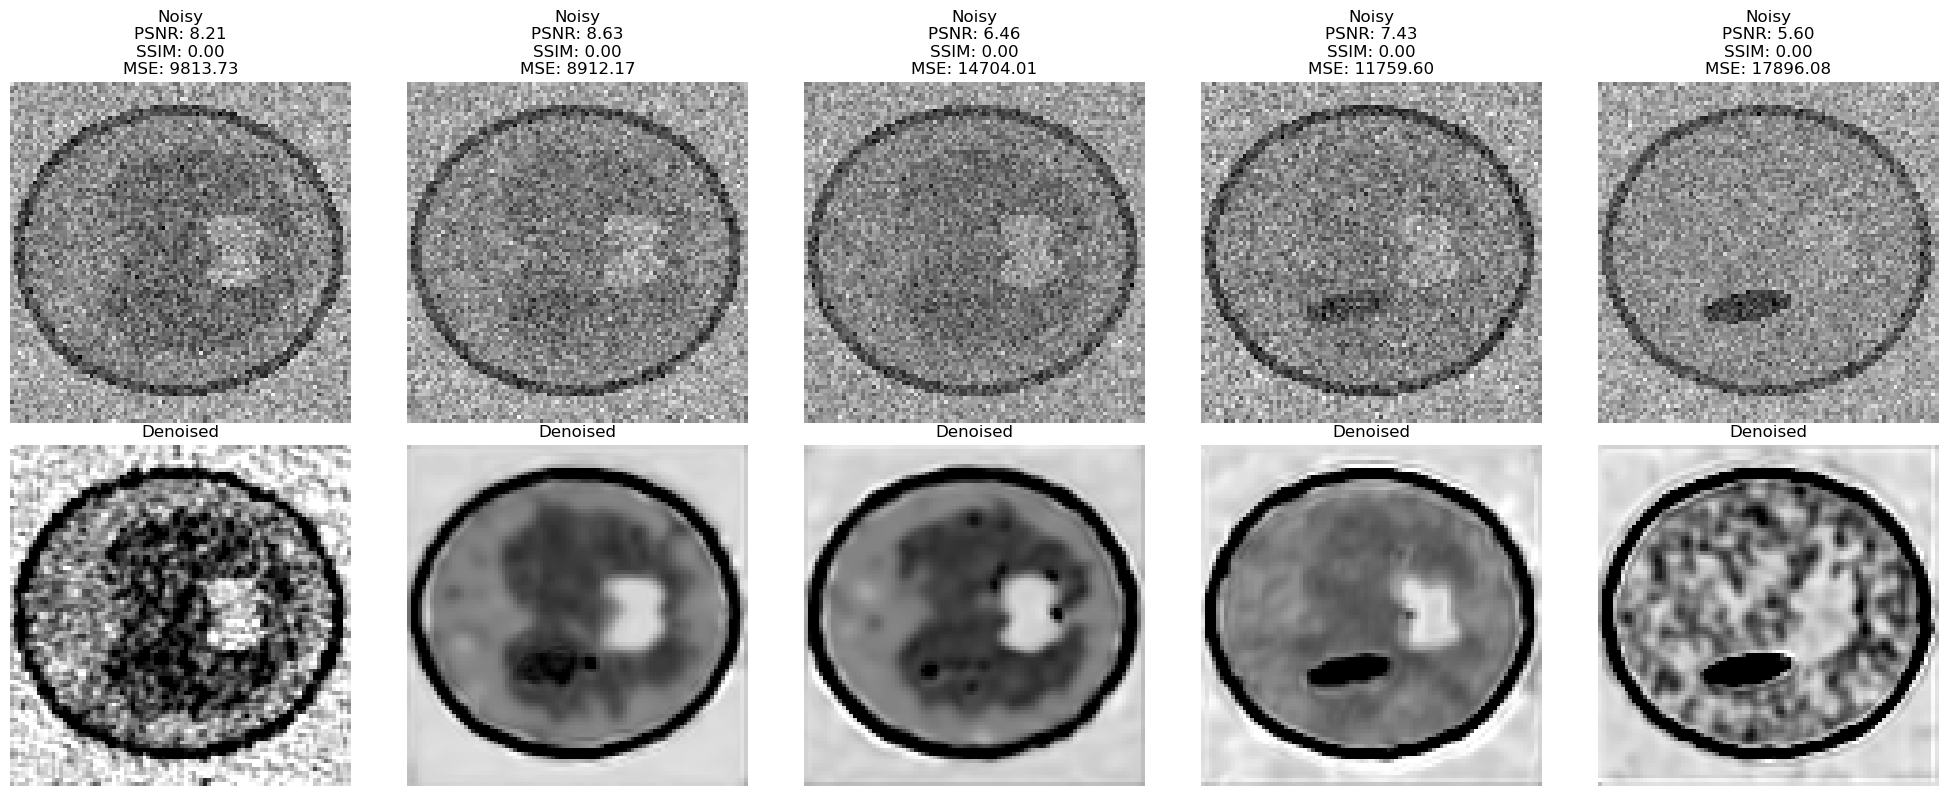 Noisy
PSNR: 8.21
SSIM: 0.00
MSE: 9813.73
Noisy
PSNR: 8.63
SSIM: 0.00
MSE: 8912.17
Noisy
PSNR: 6.46
SSIM: 0.00
MSE: 14704.01
Noisy
PSNR: 7.43
SSIM: 0.00
MSE: 11759.60
Noisy
PSNR: 5.60
SSIM: 0.00
MSE: 17896.08
Denoised
Denoised
Denoised
Denoised
Denoised